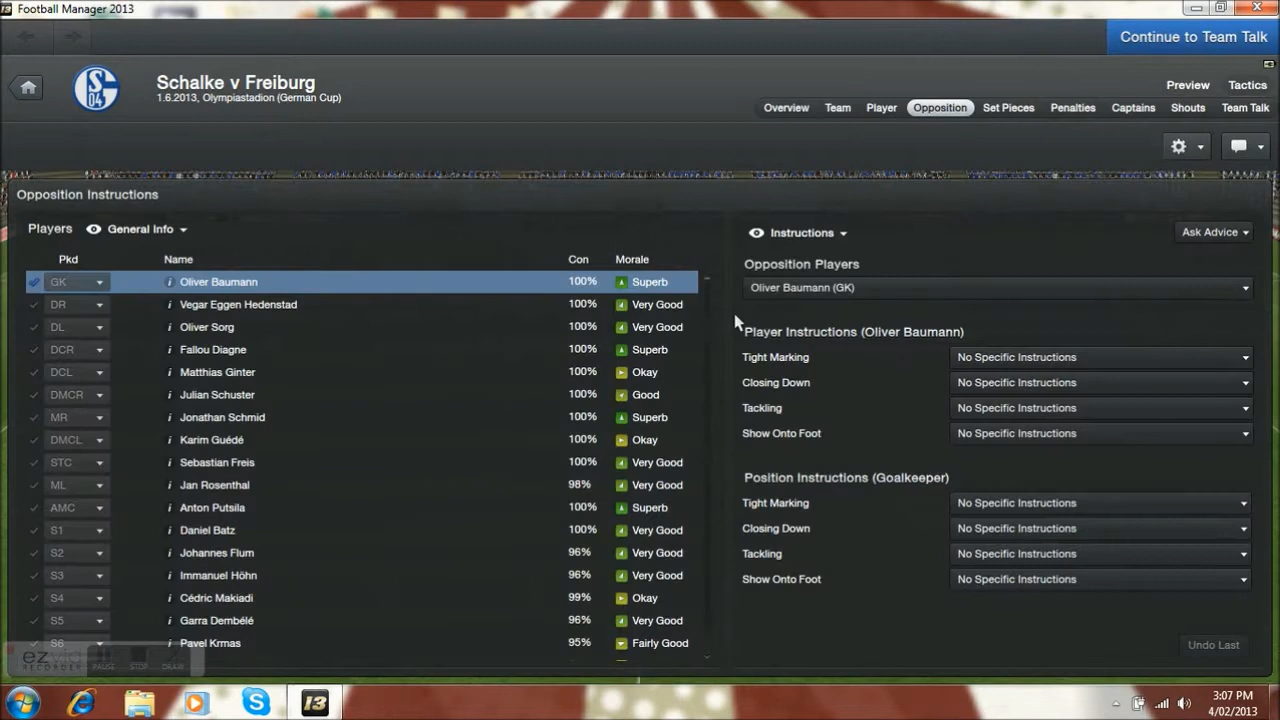 Football Manager 2013
Continue to Team Talk
Schalke v Freiburg
1.6.2013, Olympiastadion (German Cup)
Preview Tactics
Overview Team Player Opposition Set Pieces Penalties Captains Shouts Team Talk
Opposition Instructions
Players General Info
Pkd Name Con Morale
GK i Oliver Baumann 100% Superb
DR i Vegar Eggen Hedenstad 100% Very Good
DL i Oliver Sorg 100% Very Good
DCR i Fallou Diagne 100% Superb
DCL i Matthias Ginter 100% Okay
DMCR i Julian Schuster 100% Good
MR i Jonathan Schmid 100% Superb
DMCL i Karim Guédé 100% Okay
STC i Sebastian Freis 100% Very Good
ML i Jan Rosenthal 98% Very Good
AMC i Anton Putsila 100% Superb
S1 i Daniel Batz 100% Very Good
S2 i Johannes Flum 96% Very Good
S3 i Immanuel Höhn 96% Very Good
S4 i Cédric Makiadi 99% Okay
S5 i Garra Dembélé 96% Very Good
S6 i Pavel Krmas 95% Fairly Good
Instructions
Ask Advice
Opposition Players
Oliver Baumann (GK)
Player Instructions (Oliver Baumann)
Tight Marking No Specific Instructions
Closing Down No Specific Instructions
Tackling No Specific Instructions
Show Onto Foot No Specific Instructions
Position Instructions (Goalkeeper)
Tight Marking No Specific Instructions
Closing Down No Specific Instructions
Tackling No Specific Instructions
Show Onto Foot No Specific Instructions
Undo Last
ezvid
RECORDER PAUSE STOP DRAW
3:07 PM
4/02/2013